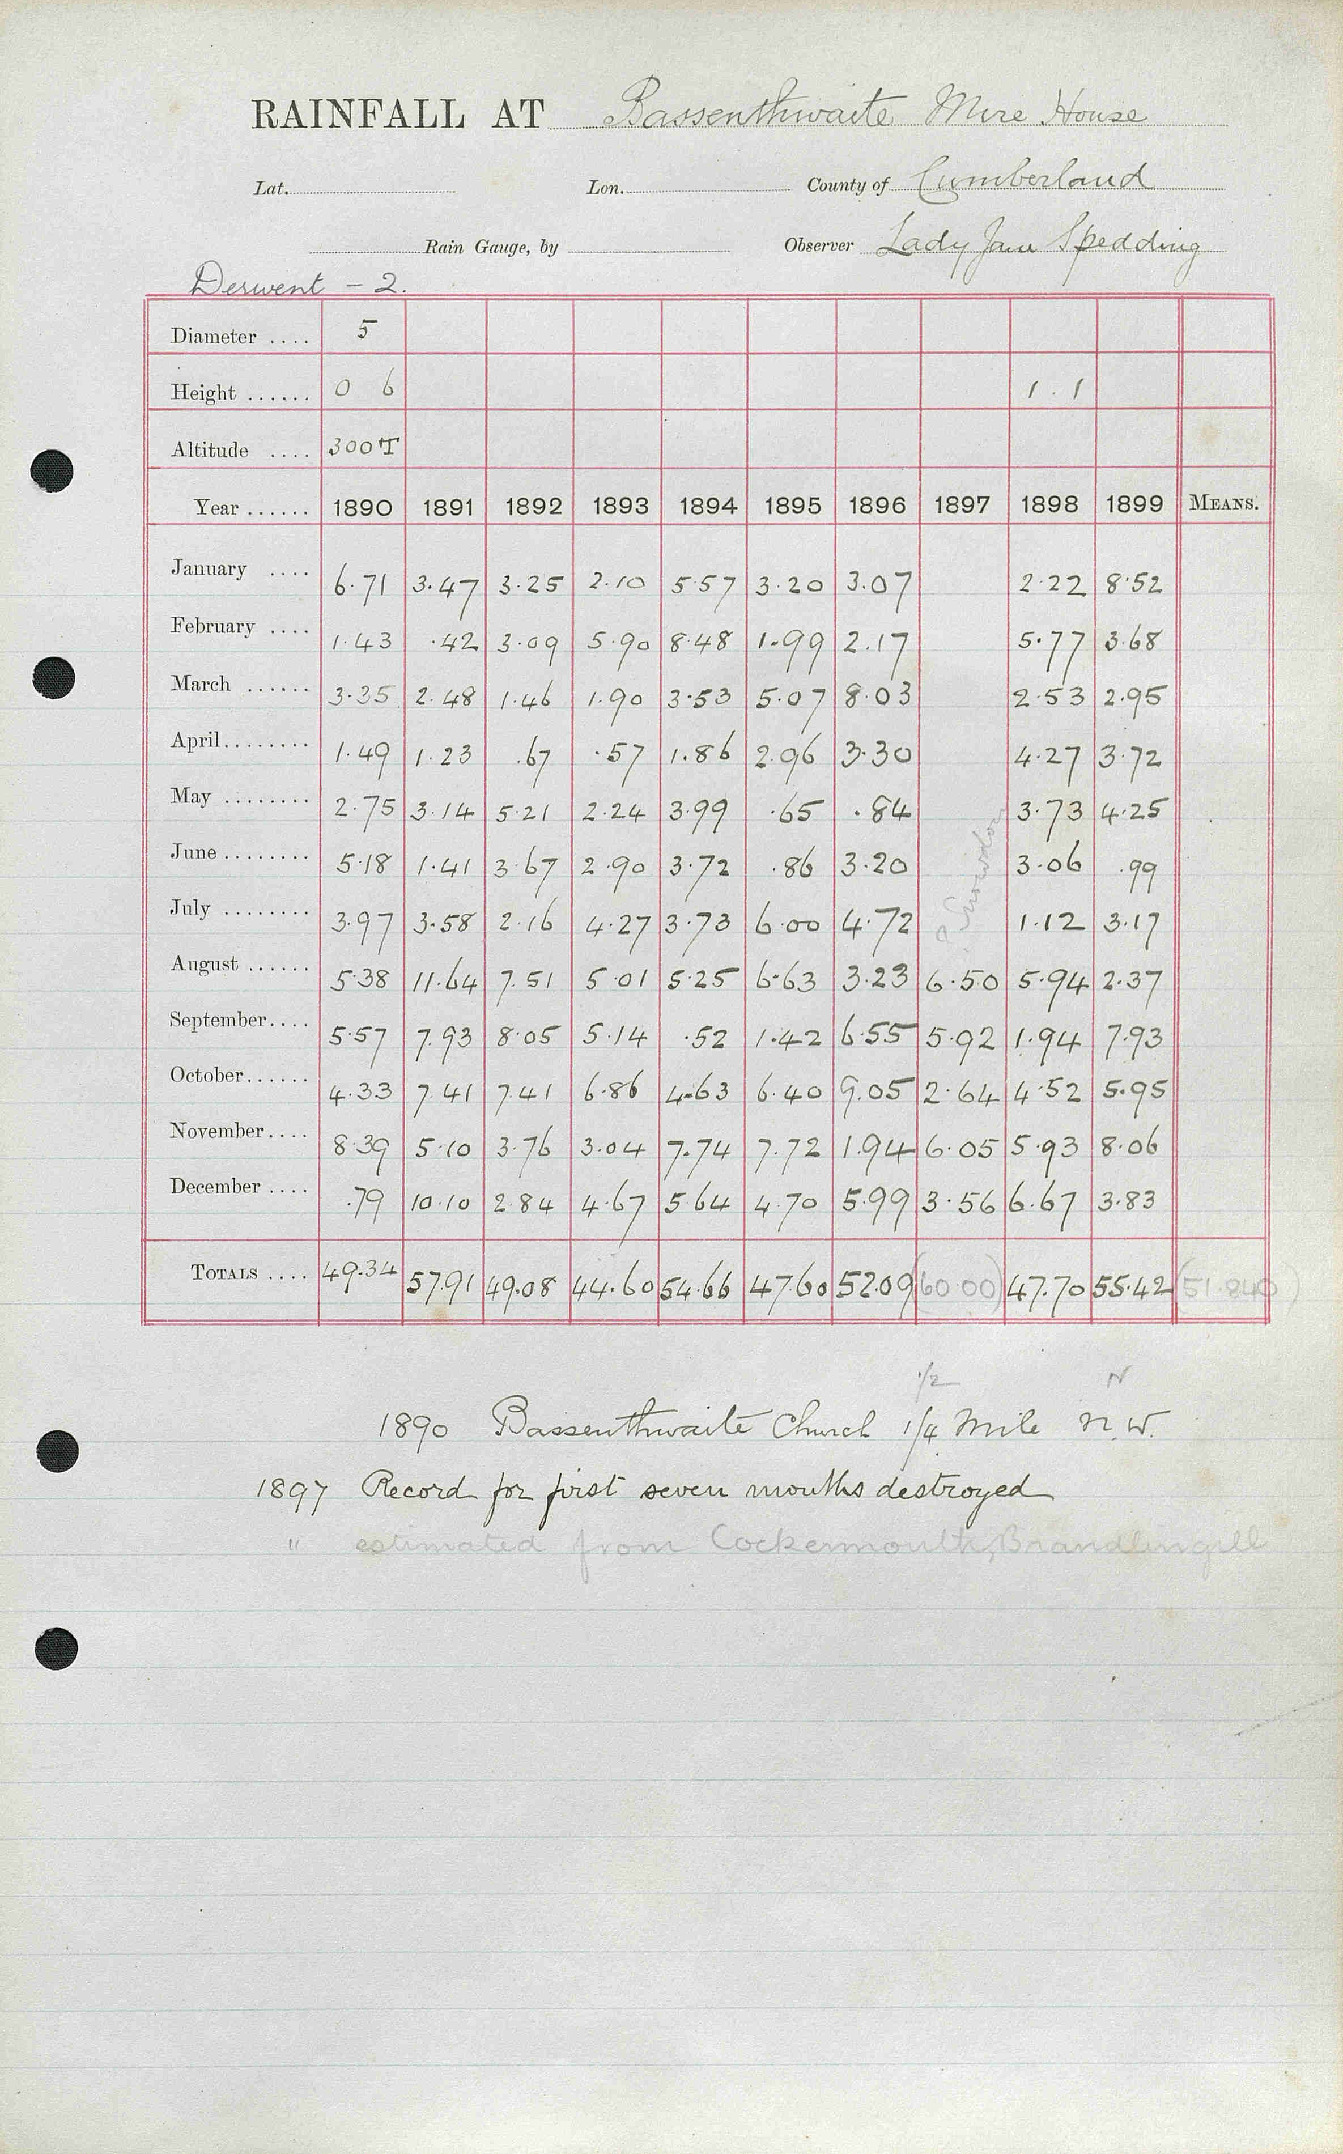 RAINFALL AT Bassenthwaite Mire House
Lat. Lon. County of Cumberland
Rain Gauge, by Observer Lady Jane Spedding
Derwent - 2.
Diameter .... 5
Height ...... 0 6 1.1
Altitude .... 300T
Year ...... 1890 1891 1892 1893 1894 1895 1896 1897 1898 1899 MEANS.
January .... 6.71 3.47 3.25 2.10 5.57 3.20 3.07 2.22 8.52
February .... 1.43 .42 3.09 5.90 8.48 1.99 2.17 5.77 3.68
March ...... 3.35 2.48 1.46 1.90 3.53 5.07 8.03 2.53 2.95
April........ 1.49 1.23 .67 .57 1.86 2.96 3.30 4.27 3.72
May ........ 2.75 3.14 5.21 2.24 3.99 .65 .84 3.73 4.25
June ........ 5.18 1.41 3.67 2.90 3.72 .86 3.20 3.06 .99
July ........ 3.97 3.58 2.16 4.27 3.73 6.00 4.72 1.12 3.17
August ...... 5.38 11.64 7.51 5.01 5.25 6.63 3.23 6.50 5.94 2.37
September.... 5.57 7.93 8.05 5.14 .52 1.42 6.55 5.92 1.94 7.93
October...... 4.33 7.41 7.41 6.86 4.63 6.40 9.05 2.64 4.52 5.95
November.... 8.39 5.10 3.76 3.04 7.74 7.72 1.94 6.05 5.93 8.06
December .... .79 10.10 2.84 4.67 5.64 4.70 5.99 3.56 6.67 3.83
TOTALS .... 49.34 57.91 49.08 44.60 54.66 47.60 52.09 (60.00) 47.70 55.42 (51.840)
1/2 N
1890 Bassenthwaite Church 1/4 Mile N.W.
1897 Record for first seven months destroyed
" estimated from Cockermouth, Brandlingill